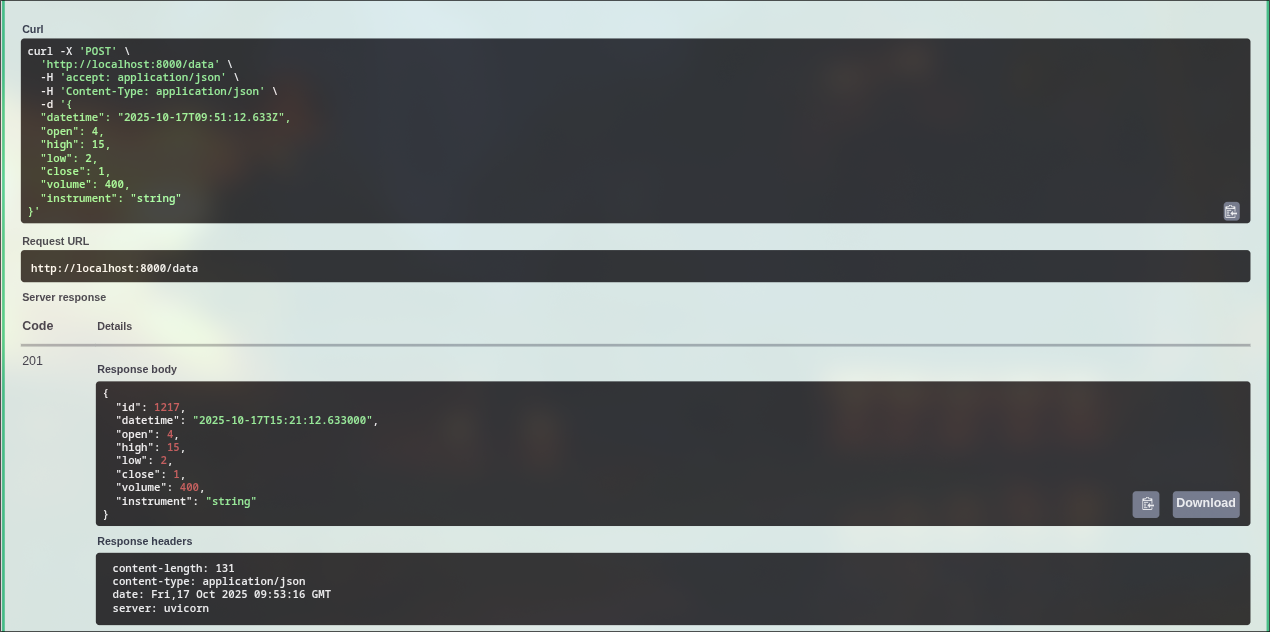 Curl
curl -X 'POST' \
  'http://localhost:8000/data' \
  -H 'accept: application/json' \
  -H 'Content-Type: application/json' \
  -d '{
  "datetime": "2025-10-17T09:51:12.633Z",
  "open": 4,
  "high": 15,
  "low": 2,
  "close": 1,
  "volume": 400,
  "instrument": "string"
}'
Request URL
http://localhost:8000/data
Server response
Code Details
201
Response body
{
  "id": 1217,
  "datetime": "2025-10-17T15:21:12.633000",
  "open": 4,
  "high": 15,
  "low": 2,
  "close": 1,
  "volume": 400,
  "instrument": "string"
}
Download
Response headers
content-length: 131
content-type: application/json
date: Fri,17 Oct 2025 09:53:16 GMT
server: uvicorn